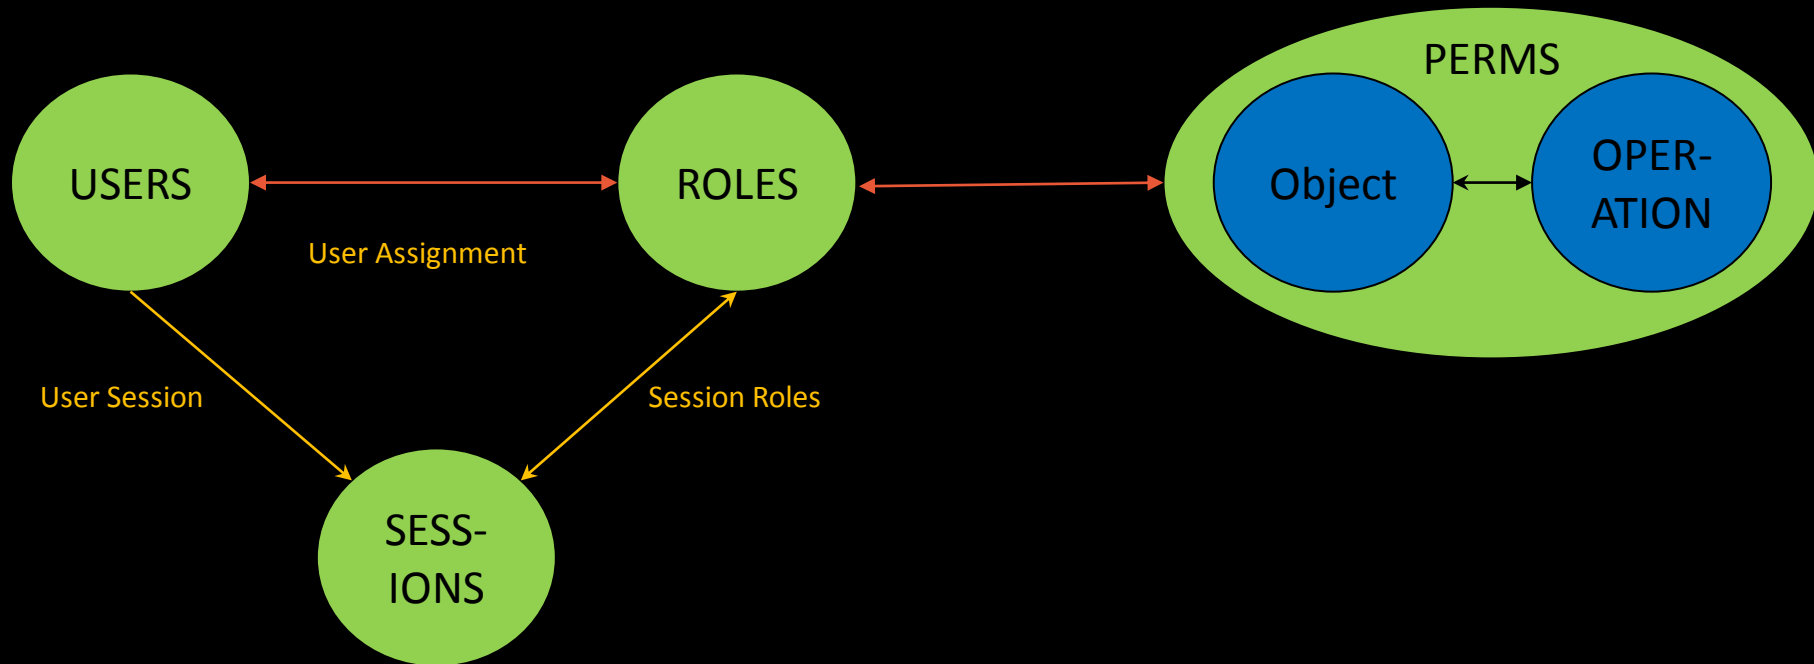 PERMS
USERS
ROLES
Object
OPER-
ATION
User Assignment
User Session
Session Roles
SESS-
IONS